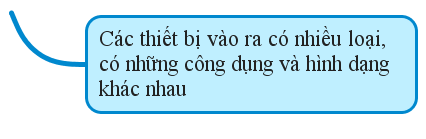 Các thiết bị vào ra có nhiều loại,
có những công dụng và hình dạng
khác nhau